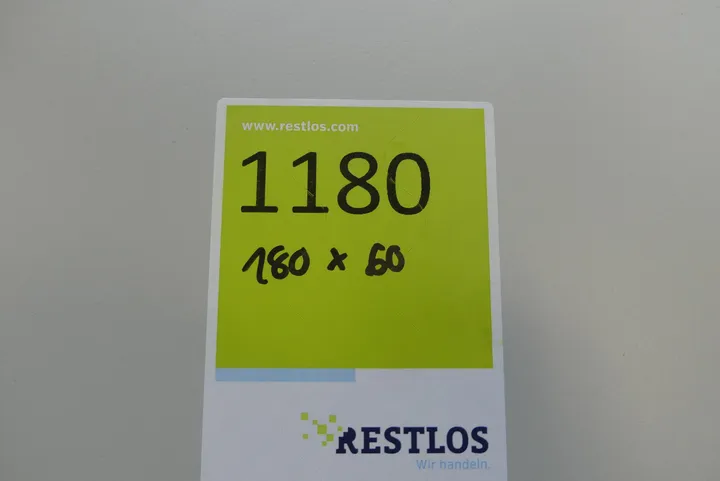 www.restlos.com
1180
180 x 60
RESTLOS
Wir handeln.